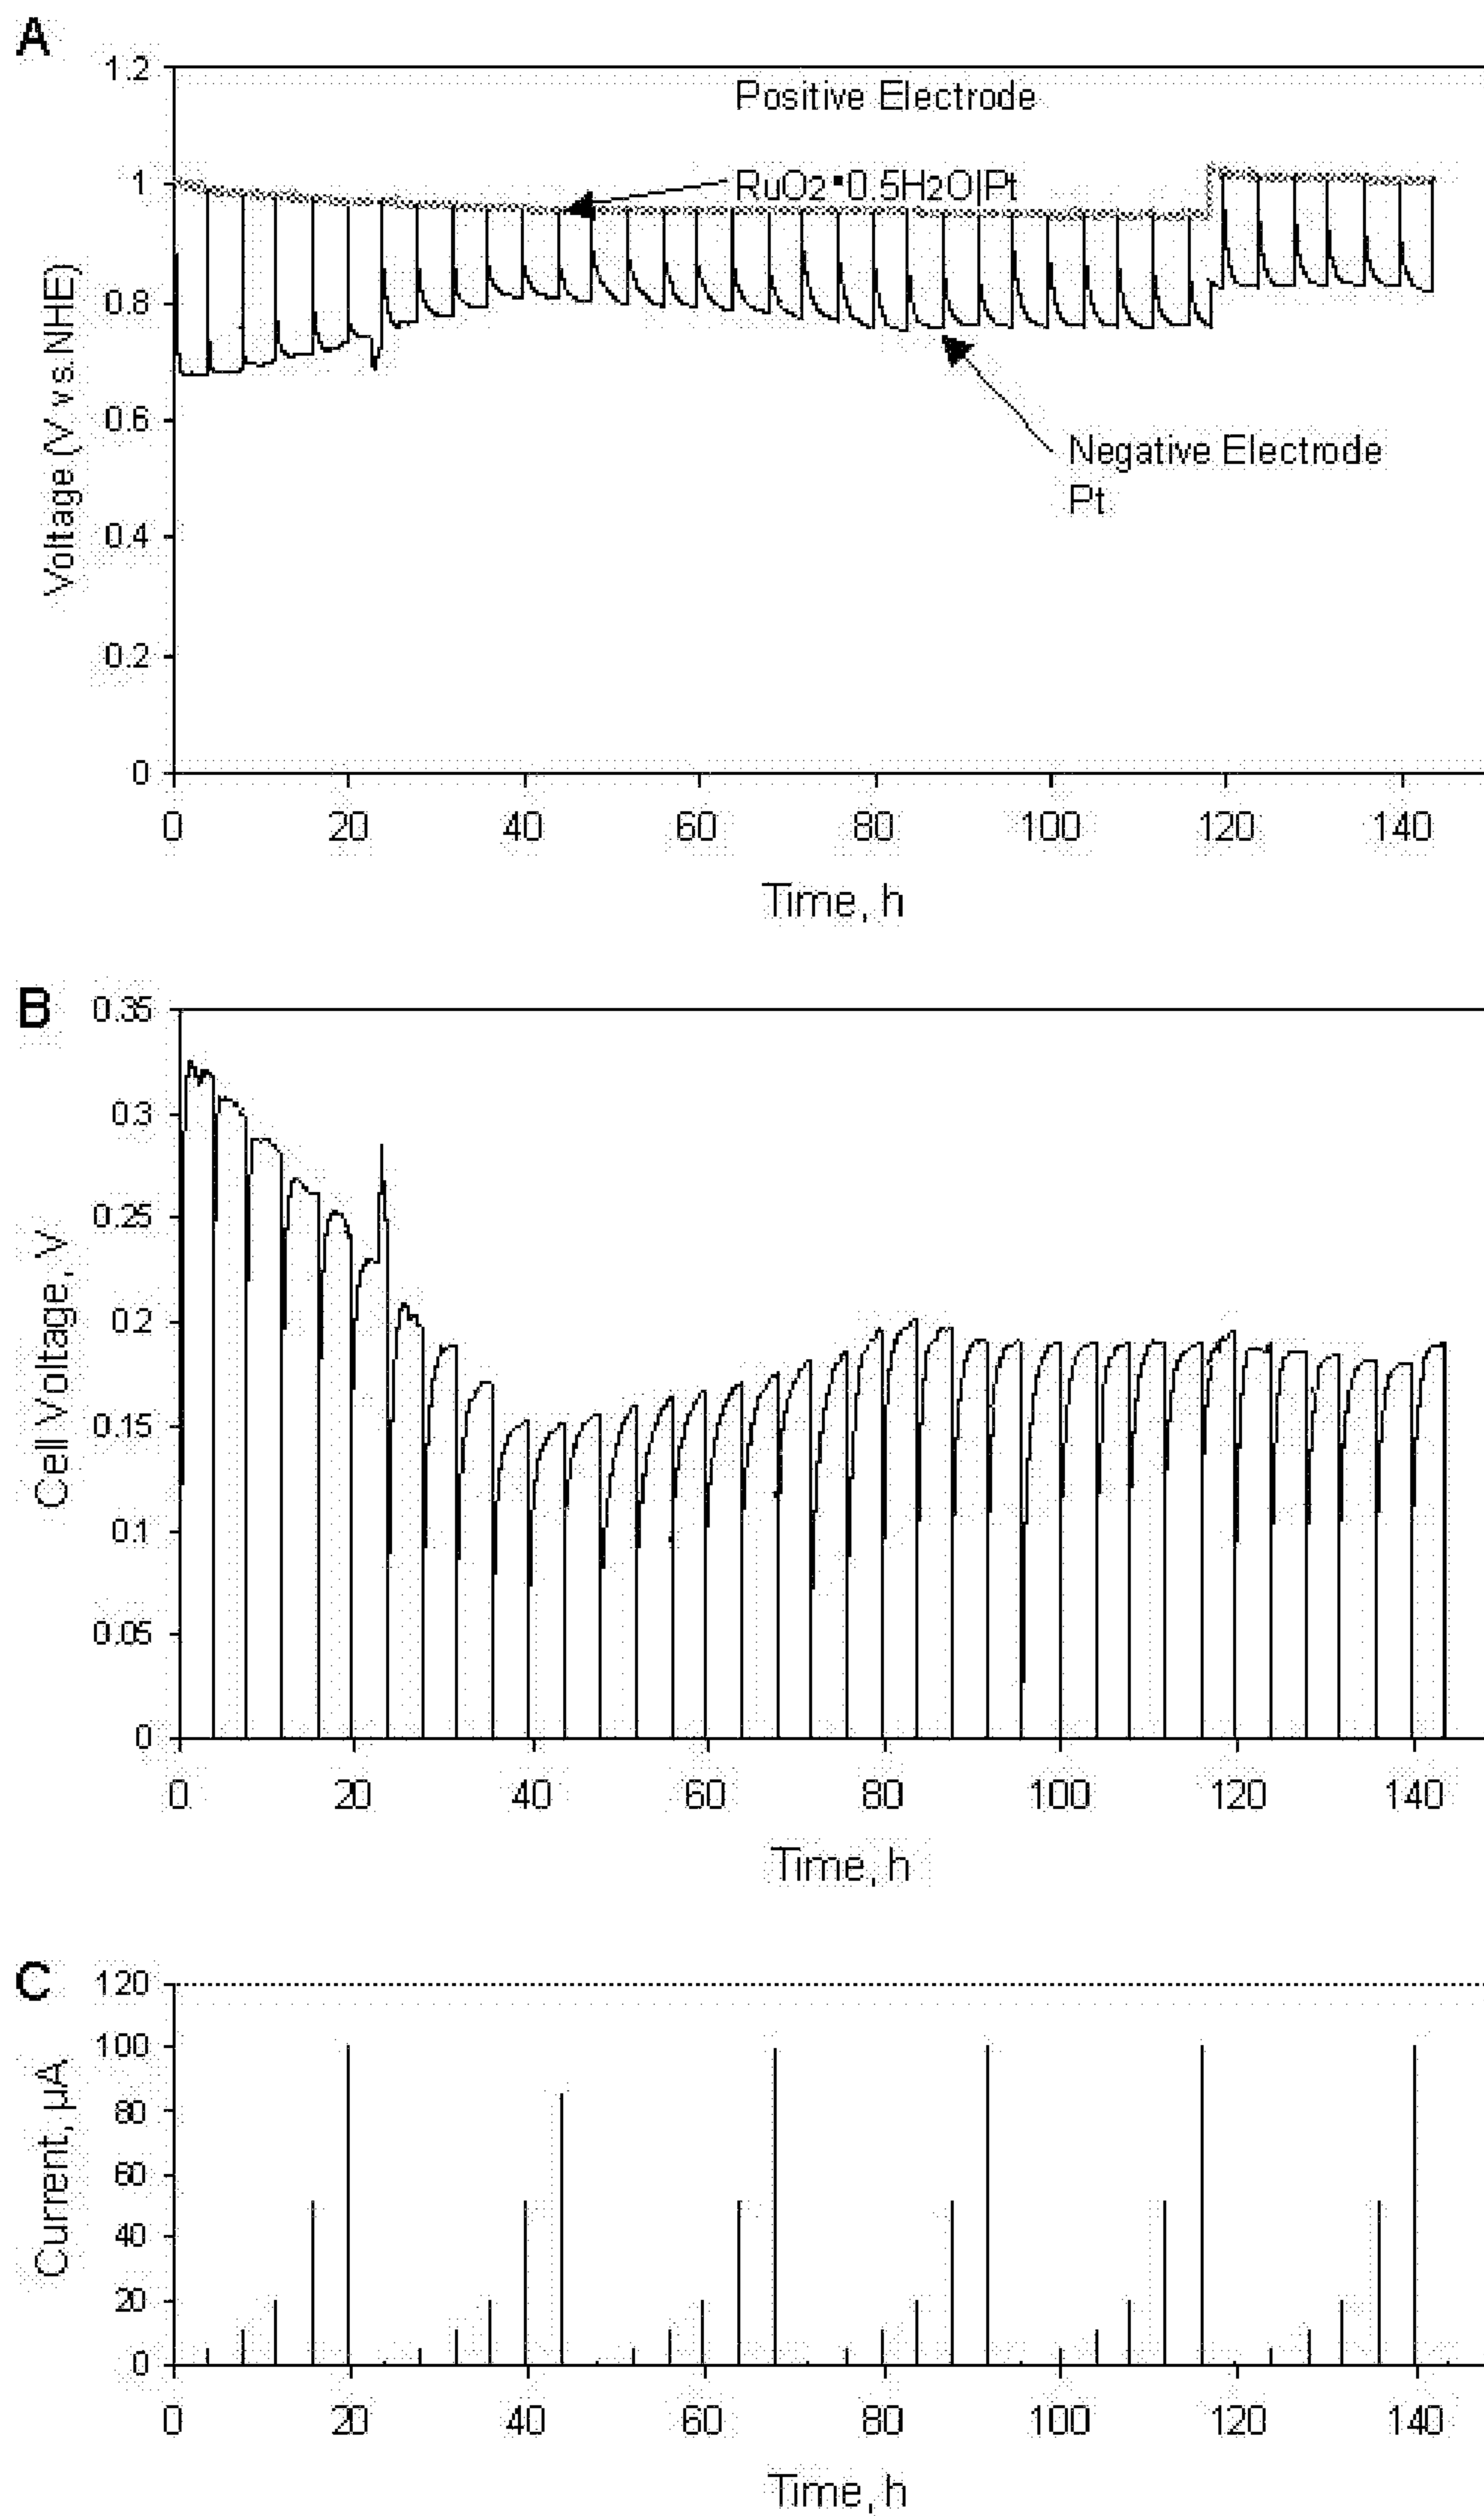 A
1.2
Positive Electrode
1
RuO2•0.5H2O|Pt
0.8
0.6
Negative Electrode
Pt
0.4
0.2
0
Voltage (V vs. NHE)
0 20 40 60 80 100 120 140
Time, h
B
0.35
0.3
0.25
0.2
0.15
0.1
0.05
0
Cell Voltage, V
0 20 40 60 80 100 120 140
Time, h
C
120
100
80
60
40
20
0
Current, µA
0 20 40 60 80 100 120 140
Time, h